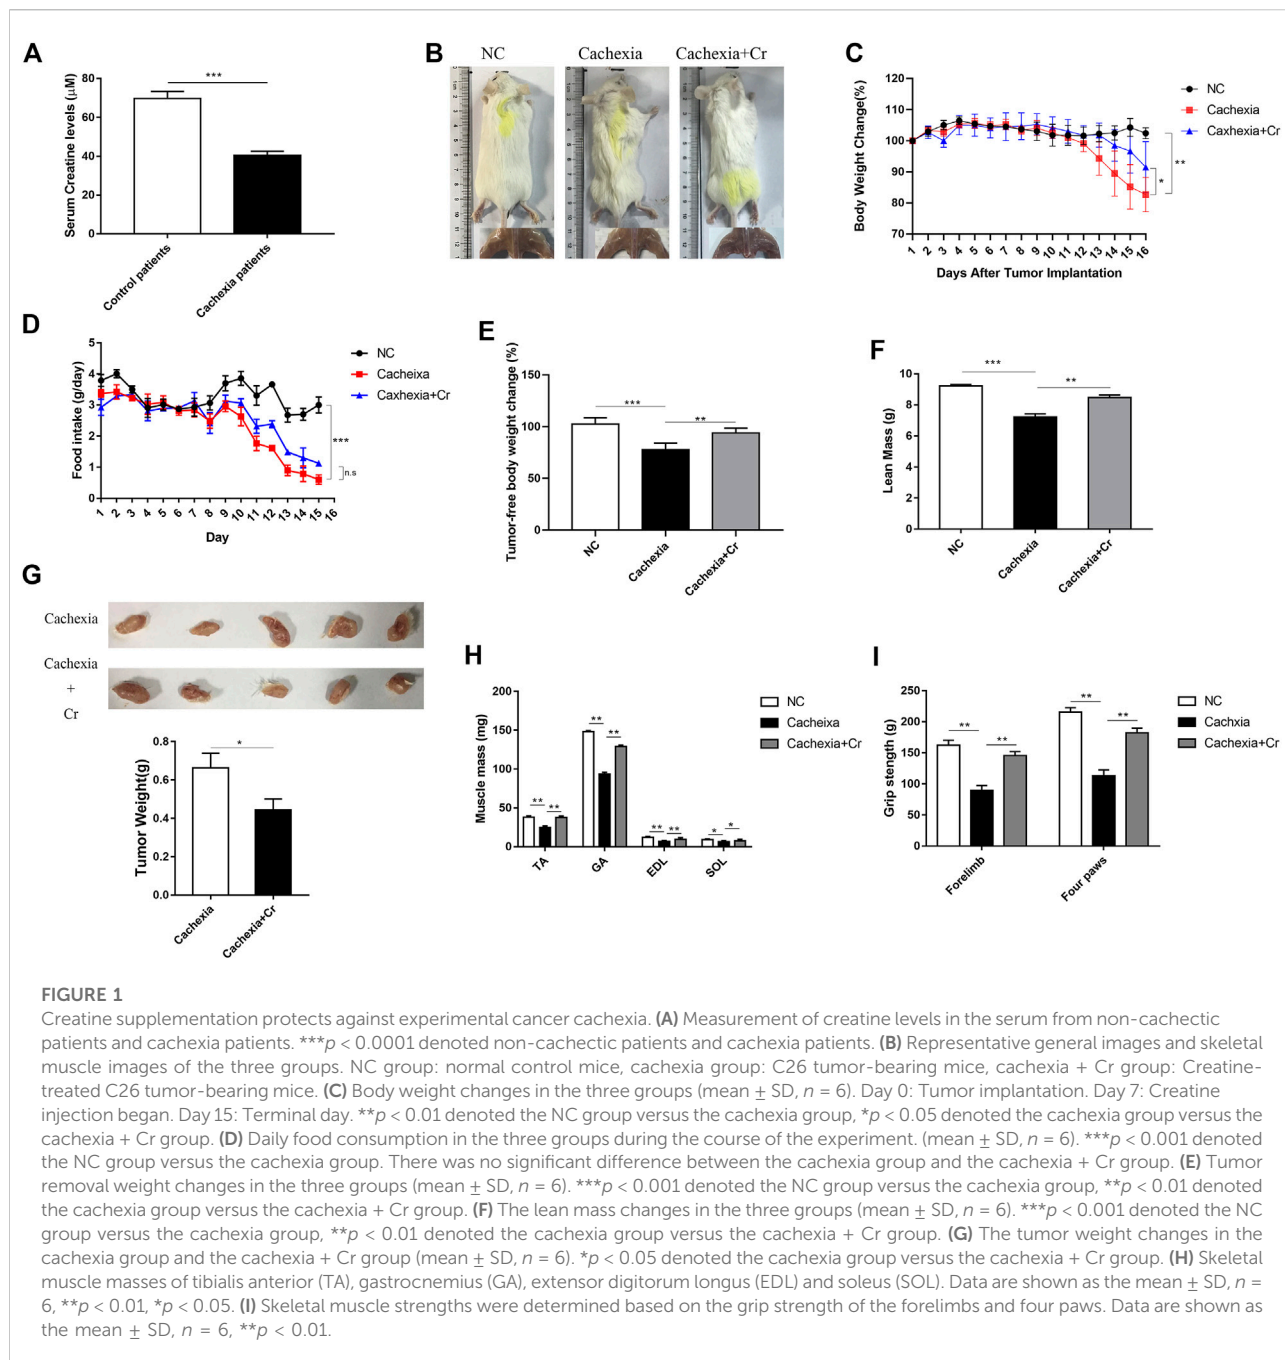 A
Serum Creatine levels (μM)
80
60
40
20
0
***
Control patients
Cachexia patients
B
NC
Cachexia
Cachexia+Cr
C
Body Weight Change(%)
120
110
100
90
80
70
1 2 3 4 5 6 7 8 9 10 11 12 13 14 15 16
Days After Tumor Implantation
NC
Cachexia
Caxhexia+Cr
*
**
D
Food intake (g/day)
5
4
3
2
1
0
1 2 3 4 5 6 7 8 9 10 11 12 13 14 15 16
Day
NC
Cacheixa
Caxhexia+Cr
***
n.s
E
Tumor-free body weight change (%)
150
100
50
0
***
**
NC
Cachexia
Cachexia+Cr
F
Lean Mass (g)
10
8
6
4
2
0
***
**
NC
Cachexia
Cachexia+Cr
G
Cachexia
Cachexia
+
Cr
Tumor Weight(g)
0.8
0.6
0.4
0.2
0.0
*
Cachexia
Cachexia+Cr
H
Muscle mass (mg)
200
150
100
50
0
** **
** **
** **
* *
TA
GA
EDL
SOL
NC
Cacheixa
Cachexia+Cr
I
Grip stength (g)
250
200
150
100
50
0
** **
** **
Forelimb
Four paws
NC
Cachxia
Cachexia+Cr
FIGURE 1
Creatine supplementation protects against experimental cancer cachexia. (A) Measurement of creatine levels in the serum from non-cachectic
patients and cachexia patients. ***p < 0.0001 denoted non-cachectic patients and cachexia patients. (B) Representative general images and skeletal
muscle images of the three groups. NC group: normal control mice, cachexia group: C26 tumor-bearing mice, cachexia + Cr group: Creatine-
treated C26 tumor-bearing mice. (C) Body weight changes in the three groups (mean ± SD, n = 6). Day 0: Tumor implantation. Day 7: Creatine
injection began. Day 15: Terminal day. **p < 0.01 denoted the NC group versus the cachexia group, *p < 0.05 denoted the cachexia group versus the
cachexia + Cr group. (D) Daily food consumption in the three groups during the course of the experiment. (mean ± SD, n = 6). ***p < 0.001 denoted
the NC group versus the cachexia group. There was no significant difference between the cachexia group and the cachexia + Cr group. (E) Tumor
removal weight changes in the three groups (mean ± SD, n = 6). ***p < 0.001 denoted the NC group versus the cachexia group, **p < 0.01 denoted
the cachexia group versus the cachexia + Cr group. (F) The lean mass changes in the three groups (mean ± SD, n = 6). ***p < 0.001 denoted the NC
group versus the cachexia group, **p < 0.01 denoted the cachexia group versus the cachexia + Cr group. (G) The tumor weight changes in the
cachexia group and the cachexia + Cr group (mean ± SD, n = 6). *p < 0.05 denoted the cachexia group versus the cachexia + Cr group. (H) Skeletal
muscle masses of tibialis anterior (TA), gastrocnemius (GA), extensor digitorum longus (EDL) and soleus (SOL). Data are shown as the mean ± SD, n =
6, **p < 0.01, *p < 0.05. (I) Skeletal muscle strengths were determined based on the grip strength of the forelimbs and four paws. Data are shown as
the mean ± SD, n = 6, **p < 0.01.